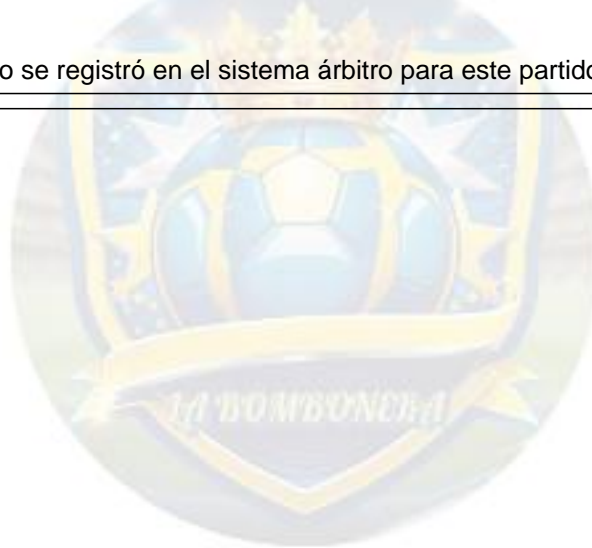 o se registró en el sistema árbitro para este partido
LA BOMBONERA